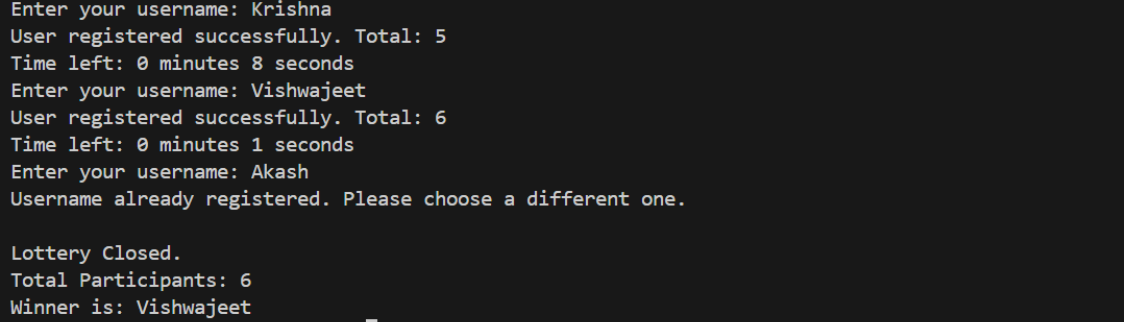 Enter your username: Krishna
User registered successfully. Total: 5
Time left: 0 minutes 8 seconds
Enter your username: Vishwajeet
User registered successfully. Total: 6
Time left: 0 minutes 1 seconds
Enter your username: Akash
Username already registered. Please choose a different one.
Lottery Closed.
Total Participants: 6
Winner is: Vishwajeet